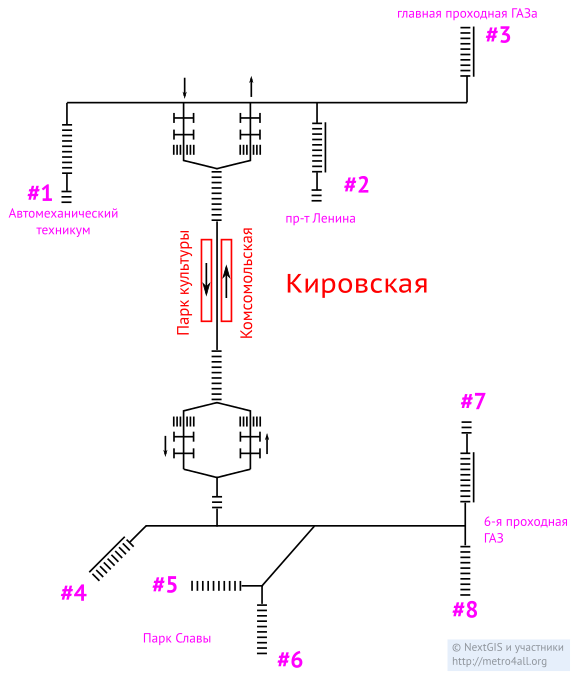 главная проходная ГАЗа
#3
#1
Автомеханический
техникум
#2
пр-т Ленина
Парк культуры
Комсомольская
Кировская
#7
6-я проходная
ГАЗ
#4
#5
#8
Парк Славы
#6
© NextGIS и участники
http://metro4all.org